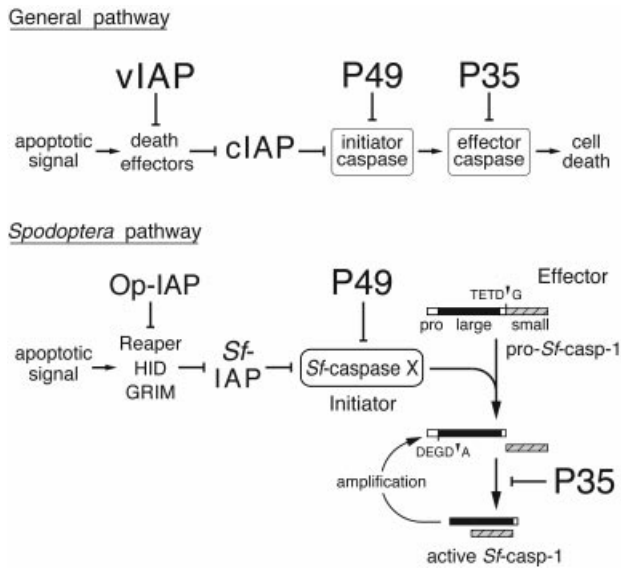 General pathway
vIAP
P49
P35
apoptotic signal
death effectors
cIAP
initiator caspase
effector caspase
cell death
Spodoptera pathway
Op-IAP
P49
Effector
TETD▼G
pro
large
small
pro-Sf-casp-1
apoptotic signal
Reaper
HID
GRIM
Sf-IAP
Sf-caspase X
Initiator
DEGD▼A
amplification
P35
active Sf-casp-1